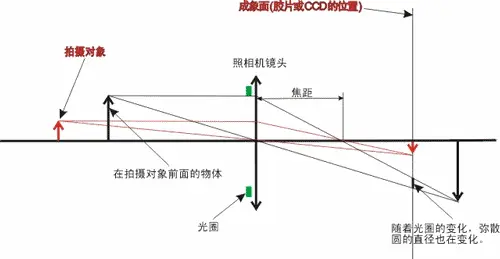 成象面(胶片或CCD的位置)
拍摄对象
照相机镜头
焦距
在拍摄对象前面的物体
光圈
随着光圈的变化，弥散
圆的直径也在变化。